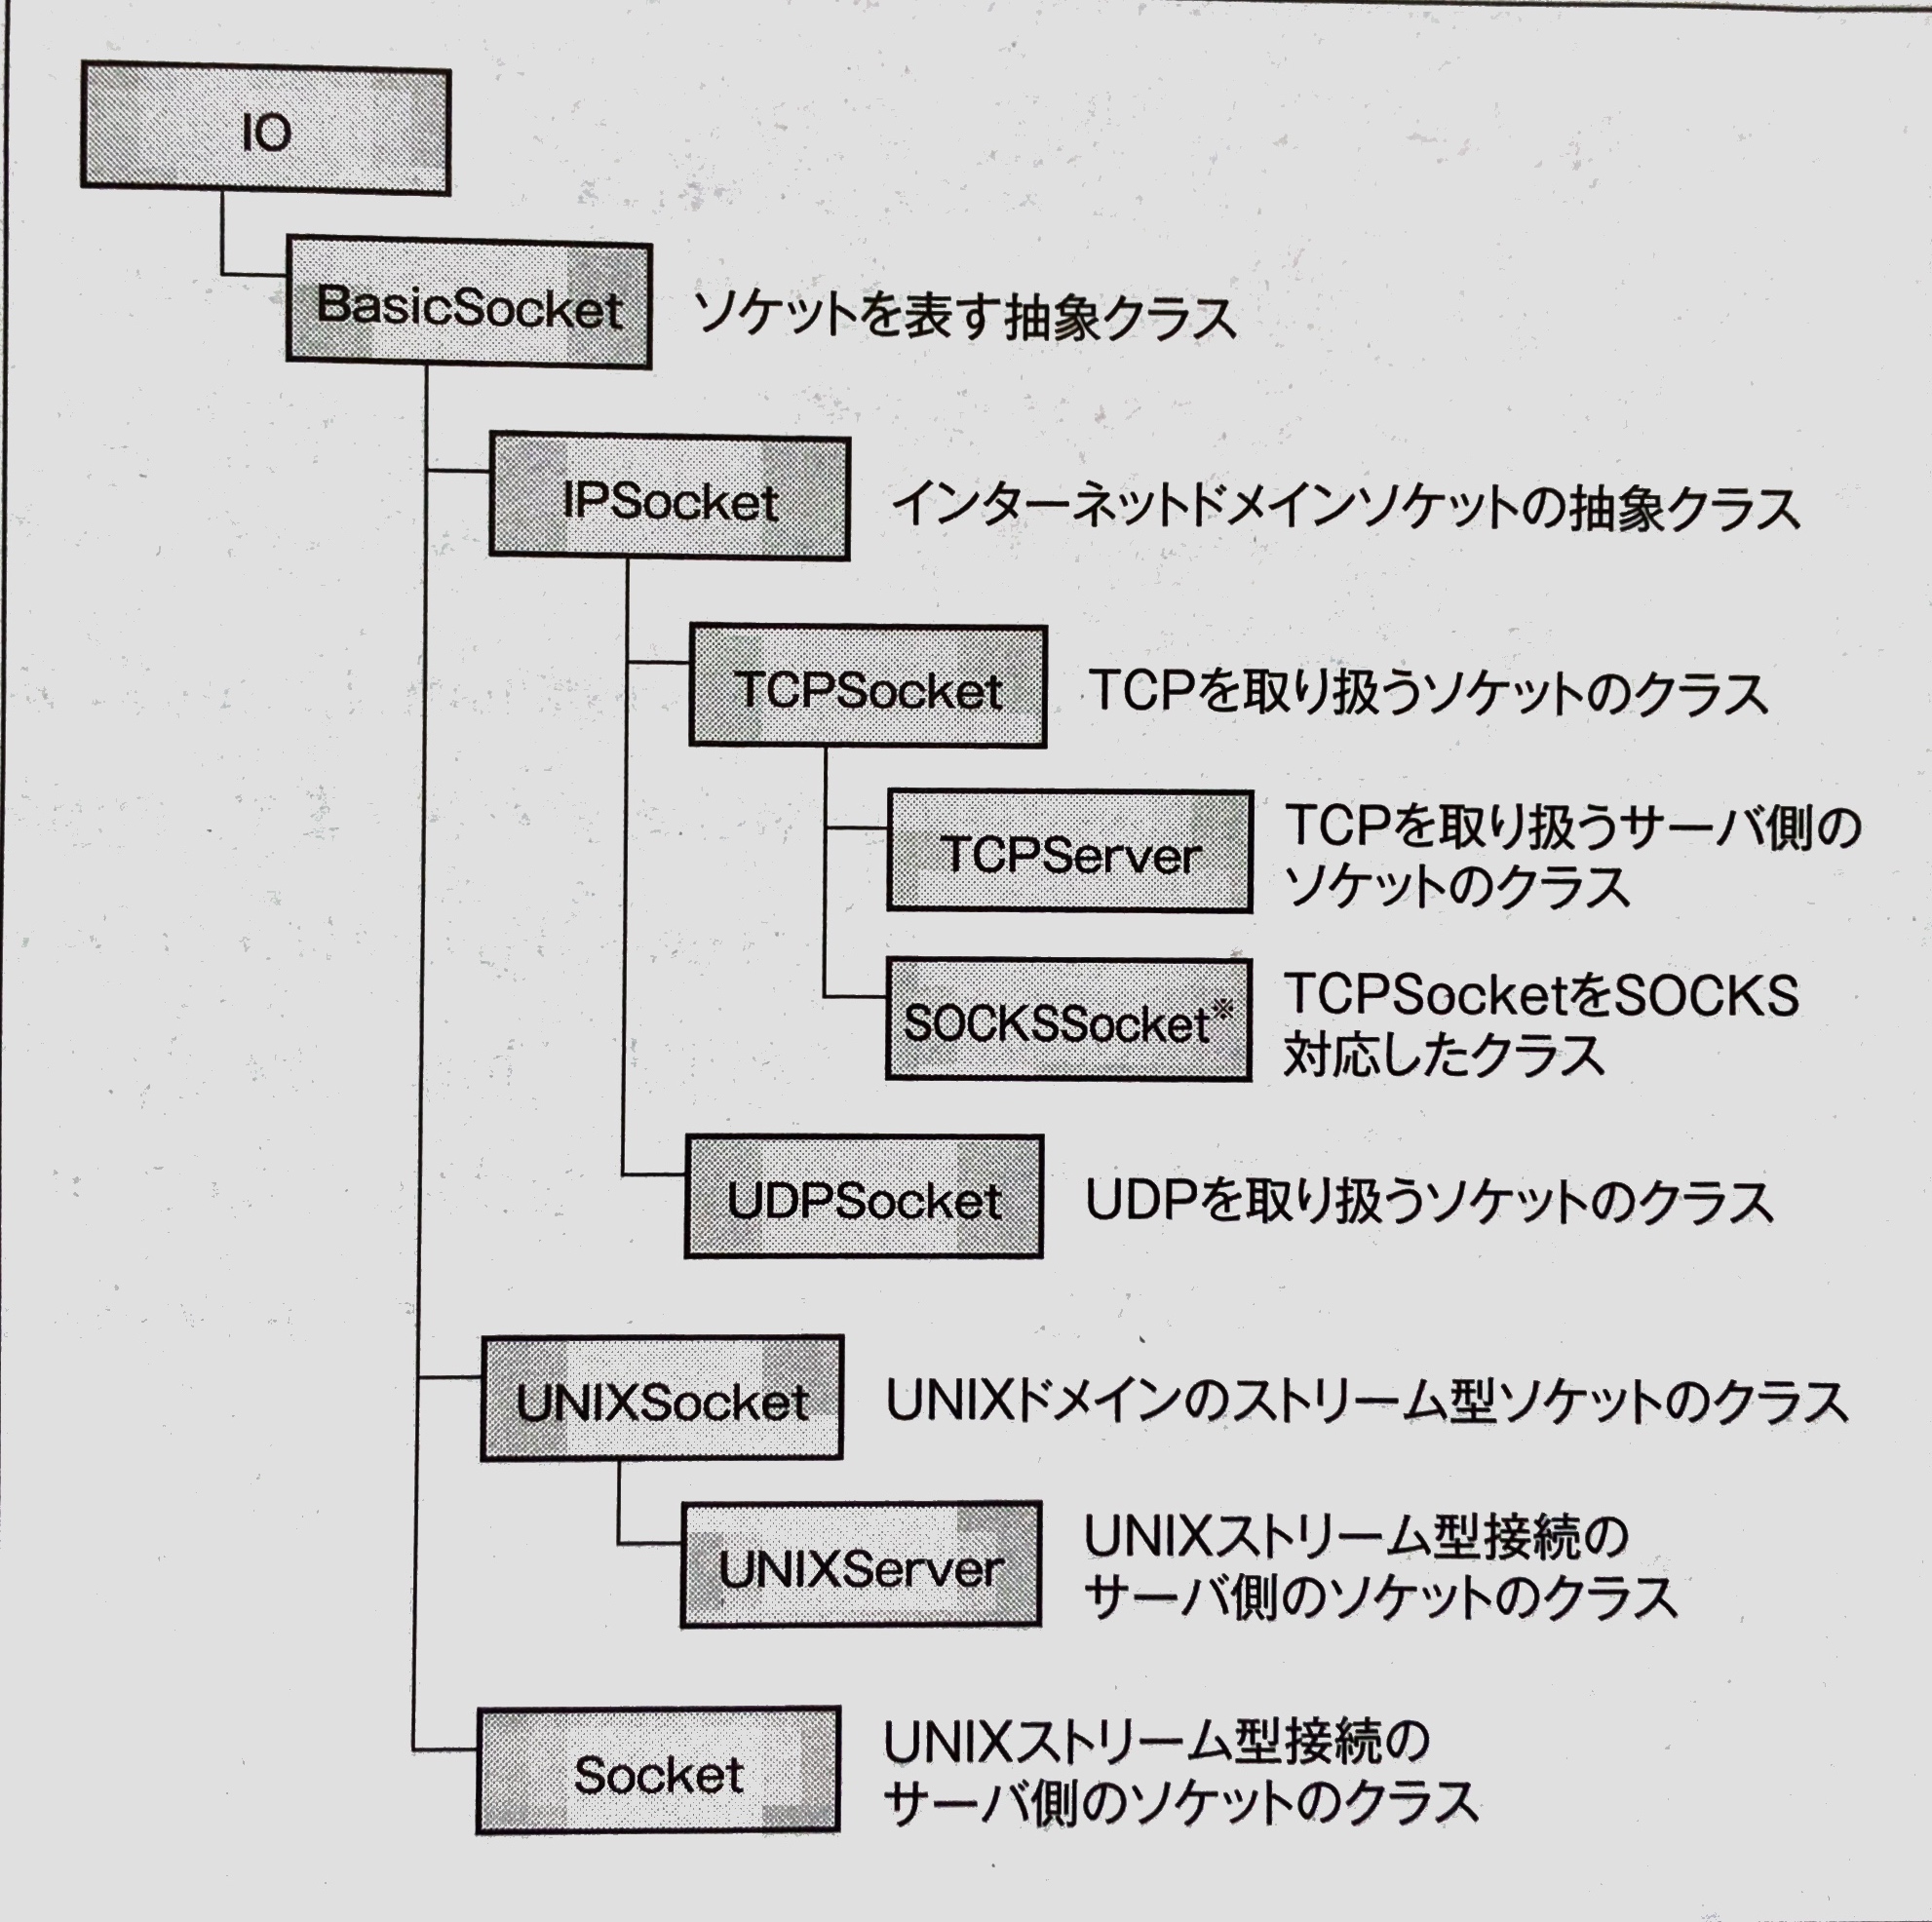 IO
BasicSocket
ソケットを表す抽象クラス
IPSocket
インターネットドメインソケットの抽象クラス
TCPSocket
TCPを取り扱うソケットのクラス
TCPServer
TCPを取り扱うサーバ側の
ソケットのクラス
SOCKSSocket※
TCPSocketをSOCKS
対応したクラス
UDPSocket
UDPを取り扱うソケットのクラス
UNIXSocket
UNIXドメインのストリーム型ソケットのクラス
UNIXServer
UNIXストリーム型接続の
サーバ側のソケットのクラス
Socket
UNIXストリーム型接続の
サーバ側のソケットのクラス